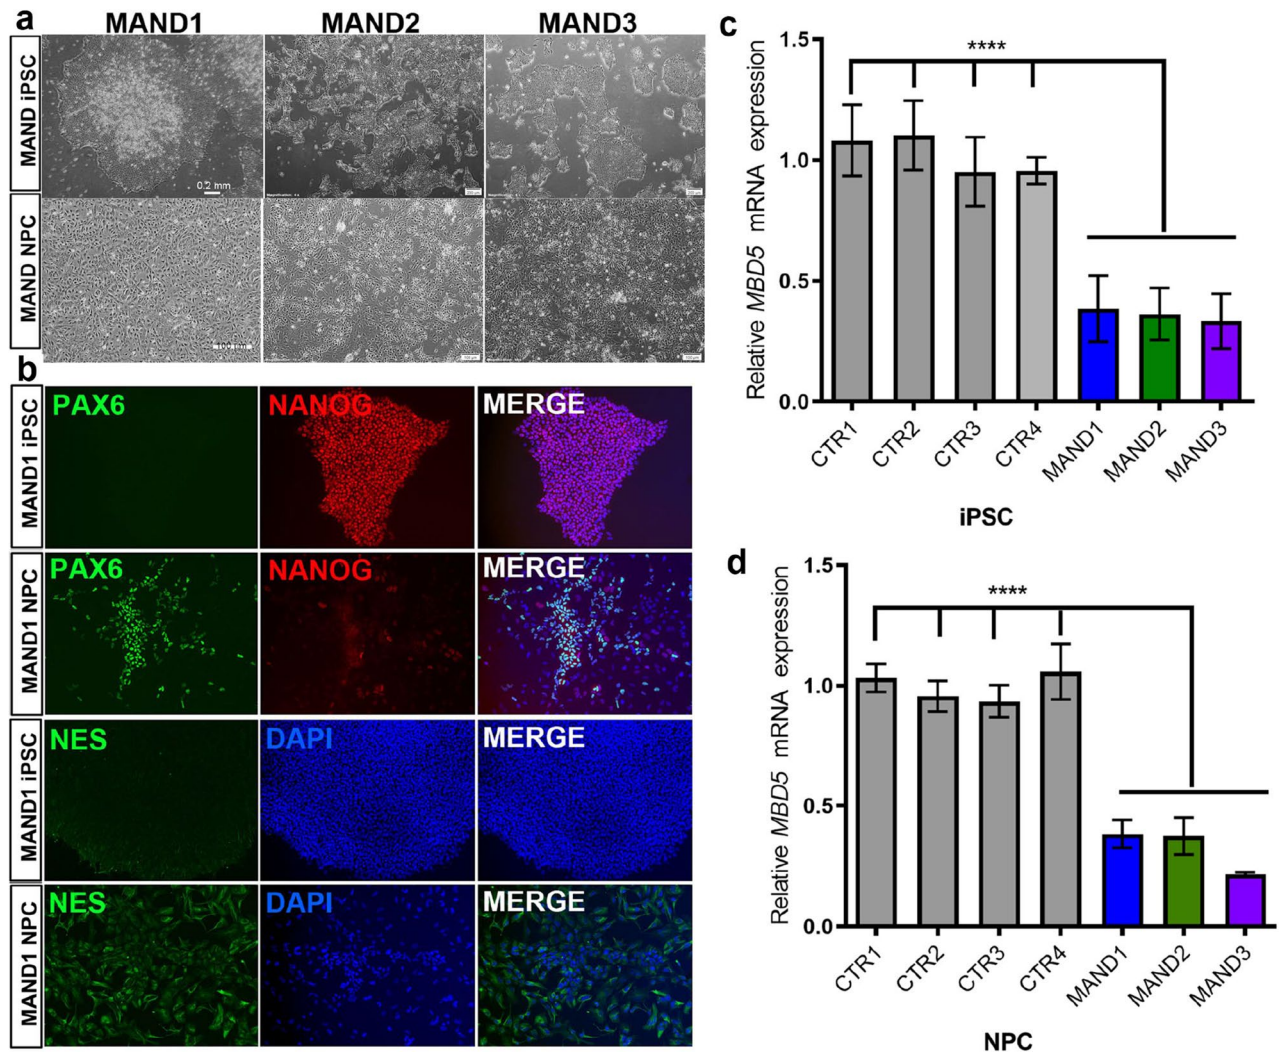 a
MAND1 MAND2 MAND3
MAND iPSC
0.2 mm
MAND NPC
100 µm
b
MAND1 iPSC
PAX6 NANOG MERGE
MAND1 NPC
PAX6 NANOG MERGE
MAND1 iPSC
NES DAPI MERGE
MAND1 NPC
NES DAPI MERGE
c
Relative MBD5 mRNA expression
1.5
1.0
0.5
0.0
****
CTR1 CTR2 CTR3 CTR4 MAND1 MAND2 MAND3
iPSC
d
Relative MBD5 mRNA expression
1.5
1.0
0.5
0.0
****
CTR1 CTR2 CTR3 CTR4 MAND1 MAND2 MAND3
NPC